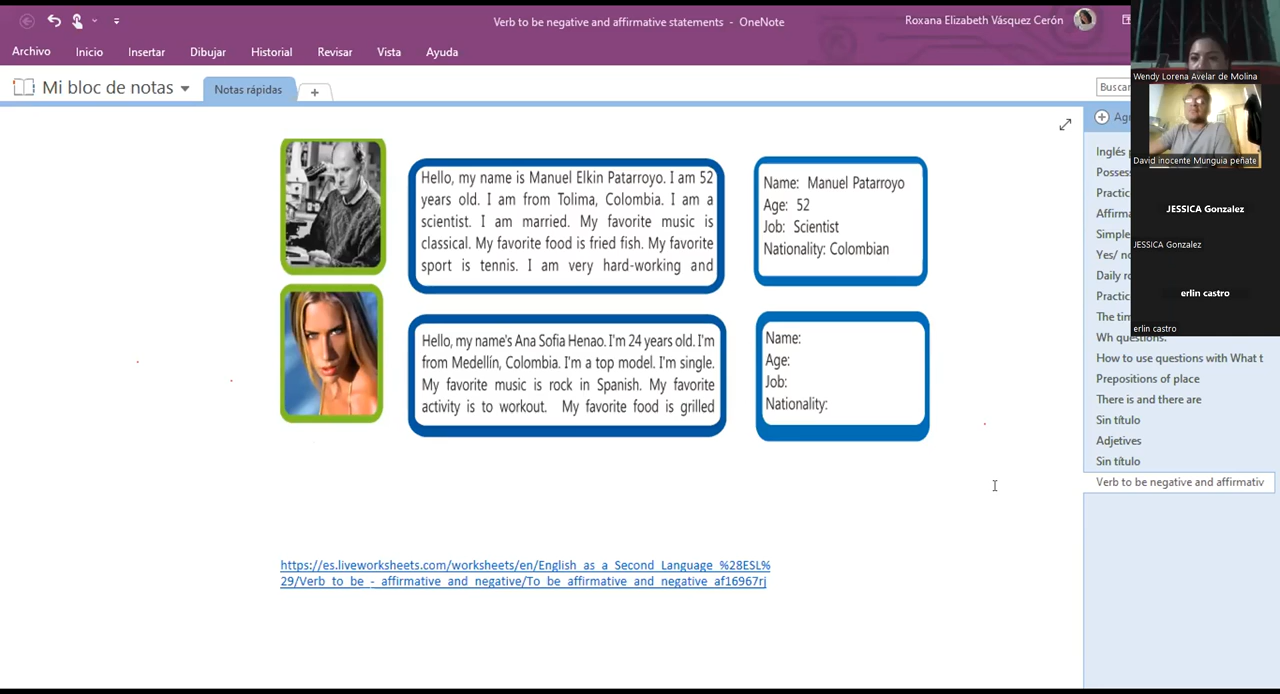 Verb to be negative and affirmative statements - OneNote
Roxana Elizabeth Vásquez Cerón
Archivo Inicio Insertar Dibujar Historial Revisar Vista Ayuda
Mi bloc de notas
Notas rápidas
Buscar
Hello, my name is Manuel Elkin Patarroyo. I am 52
years old. I am from Tolima, Colombia. I am a
scientist. I am married. My favorite music is
classical. My favorite food is fried fish. My favorite
sport is tennis. I am very hard-working and
Name: Manuel Patarroyo
Age: 52
Job: Scientist
Nationality: Colombian
Hello, my name's Ana Sofia Henao. I'm 24 years old. I'm
from Medellín, Colombia. I'm a top model. I'm single.
My favorite music is rock in Spanish. My favorite
activity is to workout. My favorite food is grilled
Name:
Age:
Job:
Nationality:
https://es.liveworksheets.com/worksheets/en/English_as_a_Second_Language_%28ESL%
29/Verb_to_be_-_affirmative_and_negative/To_be_affirmative_and_negative_af16967rj
Wendy Lorena Avelar de Molina
David inocente Munguia peñate
JESSICA Gonzalez
JESSICA Gonzalez
erlin castro
erlin castro
Inglés
Simple
Yes/ no
Daily
The
Wh questions.
How to use questions with What t
Prepositions of place
There is and there are
Sin título
Adjetives
Sin título
Verb to be negative and affirmativ